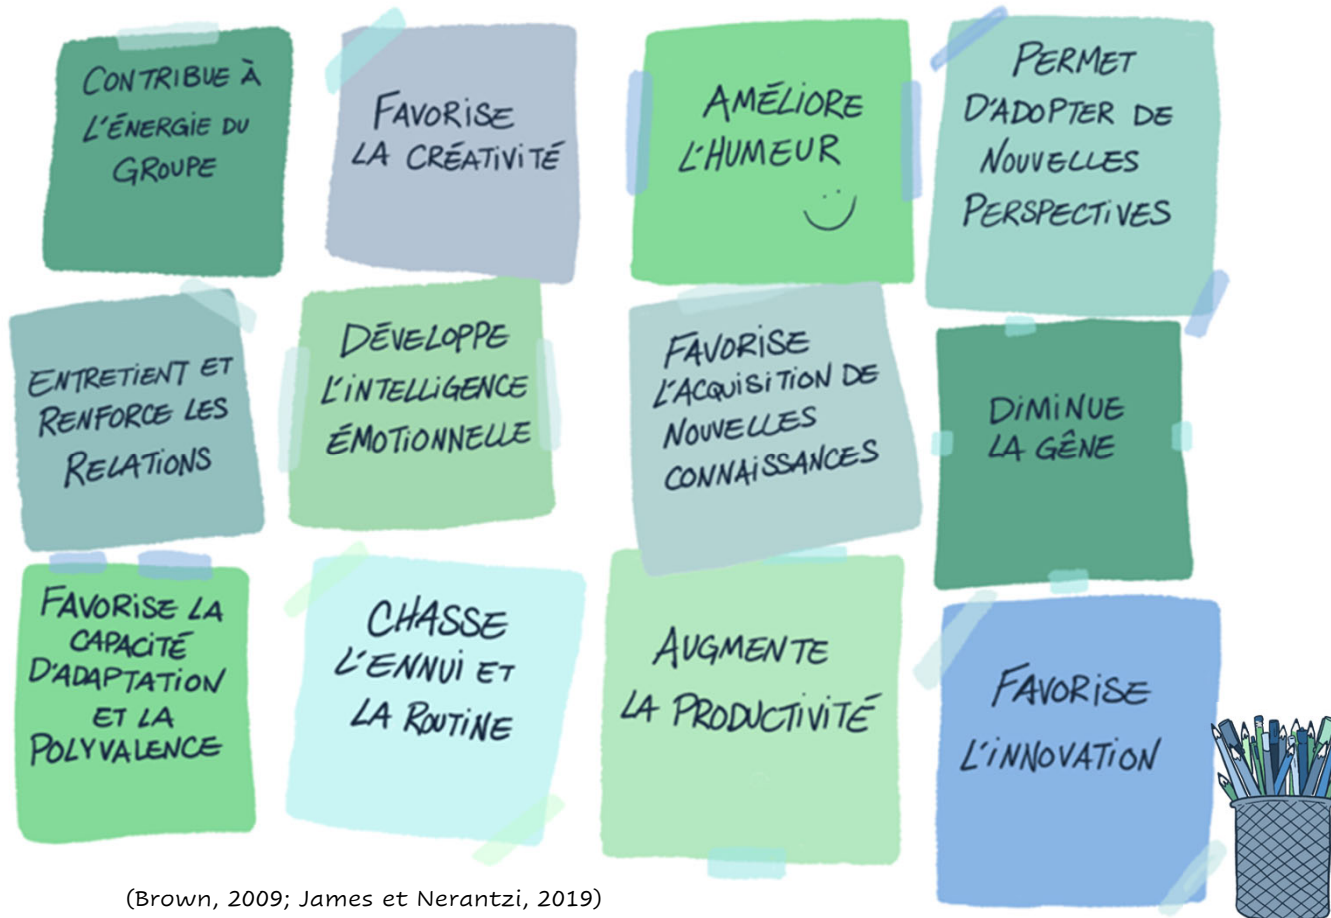 CONTRIBUE À
L'ÉNERGIE DU
GROUPE
FAVORISE
LA CRÉATIVITÉ
AMÉLIORE
L'HUMEUR
PERMET
D'ADOPTER DE
NOUVELLES
PERSPECTIVES
ENTRETIENT ET
RENFORCE LES
RELATIONS
DÉVELOPPE
L'INTELLIGENCE
ÉMOTIONNELLE
FAVORISE
L'ACQUISITION DE
NOUVELLES
CONNAISSANCES
DIMINUE
LA GÊNE
FAVORISE LA
CAPACITÉ
D'ADAPTATION
ET LA
POLYVALENCE
CHASSE
L'ENNUI ET
LA ROUTINE
AUGMENTE
LA PRODUCTIVITÉ
FAVORISE
L'INNOVATION
(Brown, 2009; James et Nerantzi, 2019)